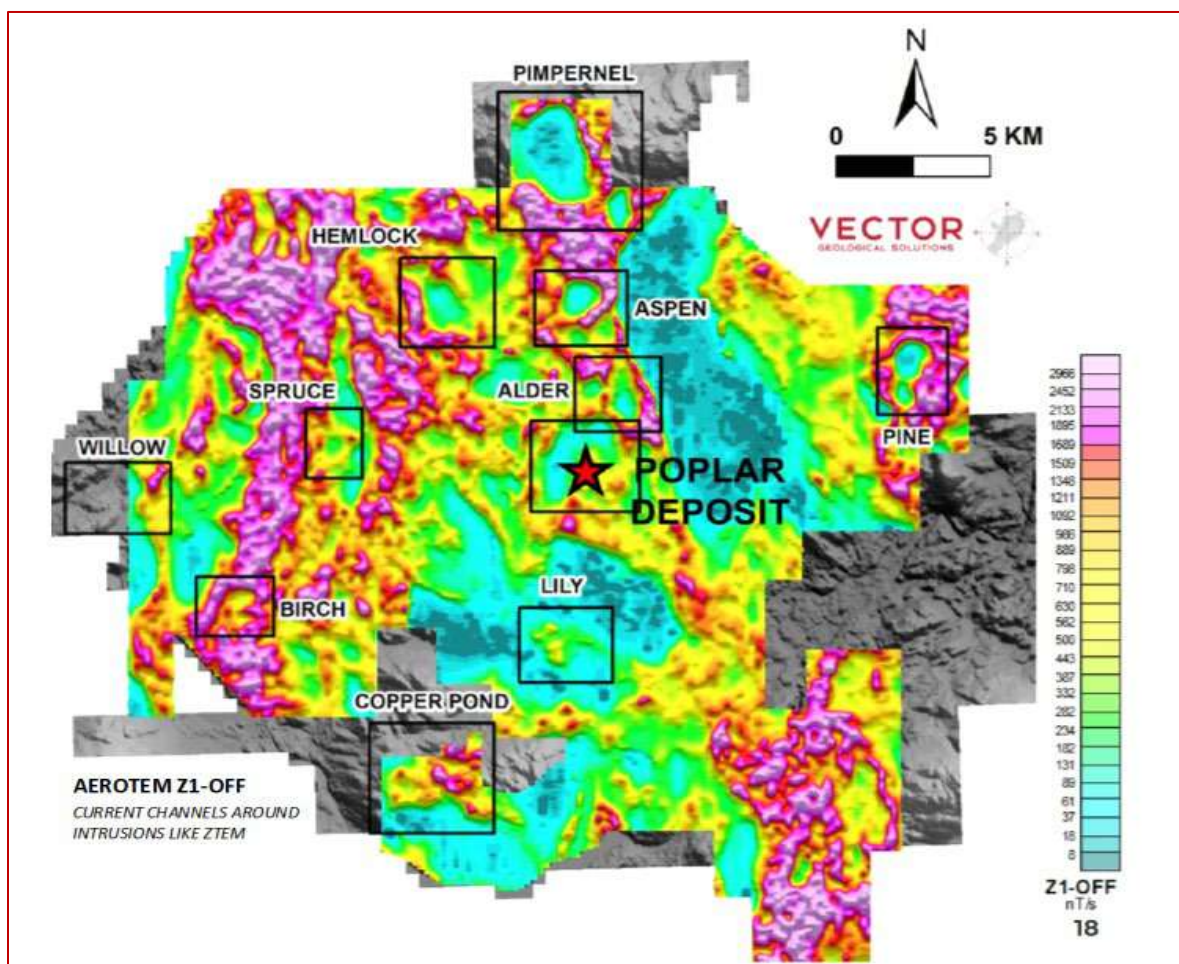 N
PIMPERNEL
0 5 KM
VECTOR
GEOLOGICAL SOLUTIONS
HEMLOCK
ASPEN
SPRUCE
ALDER
WILLOW
PINE
POPLAR
DEPOSIT
BIRCH
LILY
COPPER POND
AEROTEM Z1-OFF
CURRENT CHANNELS AROUND
INTRUSIONS LIKE ZTEM
2966
2452
2133
1895
1689
1509
1348
1211
1092
986
889
798
710
630
562
500
443
387
332
282
234
182
131
89
61
37
18
8
Z1-OFF
nT/s
18